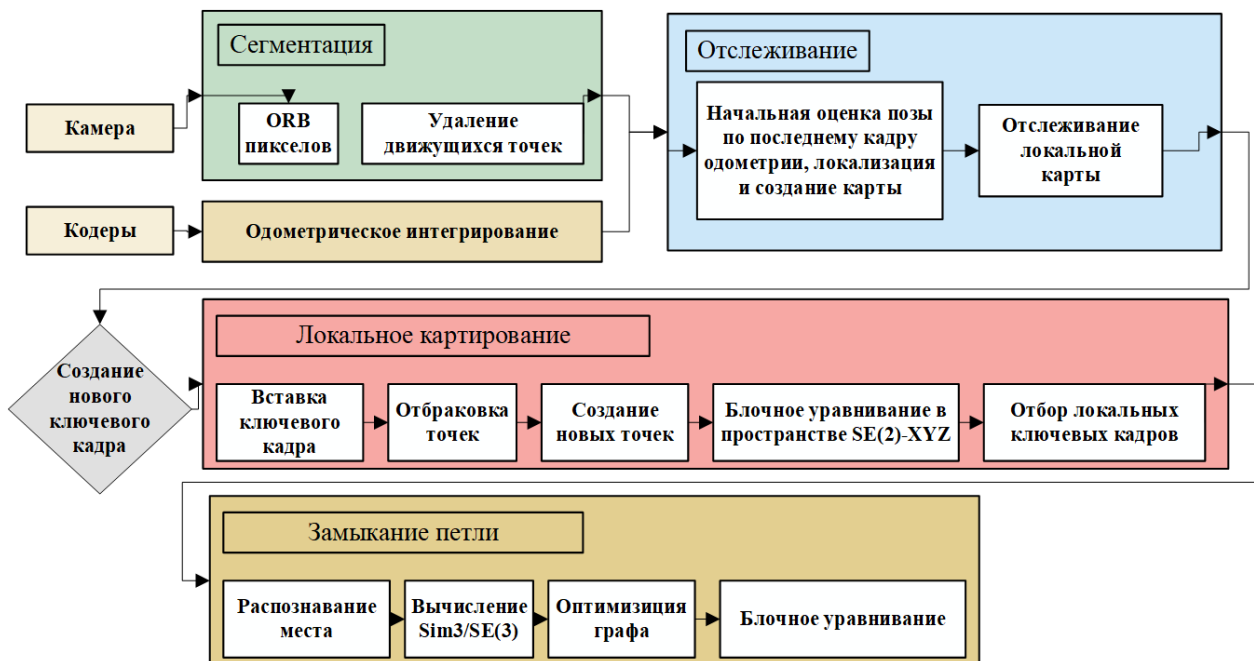 Сегментация
Отслеживание
Камера
ORB
пикселов
Удаление
движущихся точек
Начальная оценка позы
по последнему кадру
одометрии, локализация
и создание карты
Отслеживание
локальной
карты
Кодеры
Одометрическое интегрирование
Создание
нового
ключевого
кадра
Локальное картирование
Вставка
ключевого
кадра
Отбраковка
точек
Создание
новых точек
Блочное уравнивание в
пространстве SE(2)-XYZ
Отбор локальных
ключевых кадров
Замыкание петли
Распознавание
места
Вычисление
Sim3/SE(3)
Оптимизиция
графа
Блочное уравнивание